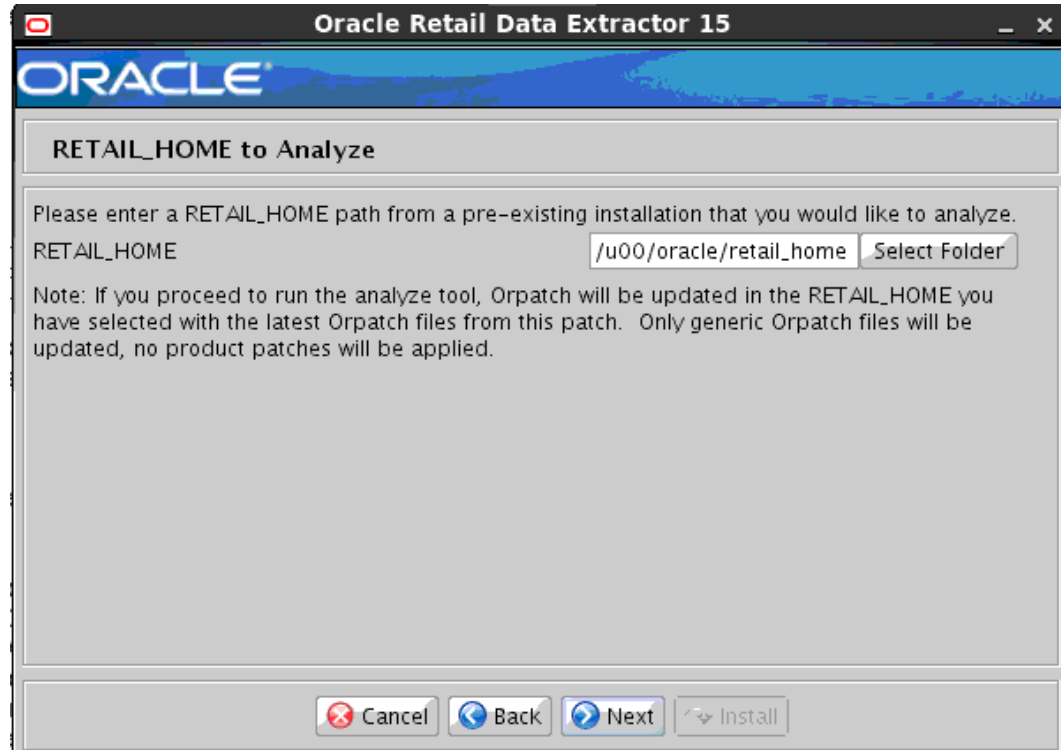 Oracle Retail Data Extractor 15
ORACLE
RETAIL_HOME to Analyze
Please enter a RETAIL_HOME path from a pre-existing installation that you would like to analyze.
RETAIL_HOME /u00/oracle/retail_home Select Folder
Note: If you proceed to run the analyze tool, Orpatch will be updated in the RETAIL_HOME you
have selected with the latest Orpatch files from this patch.  Only generic Orpatch files will be
updated, no product patches will be applied.
Cancel Back Next Install